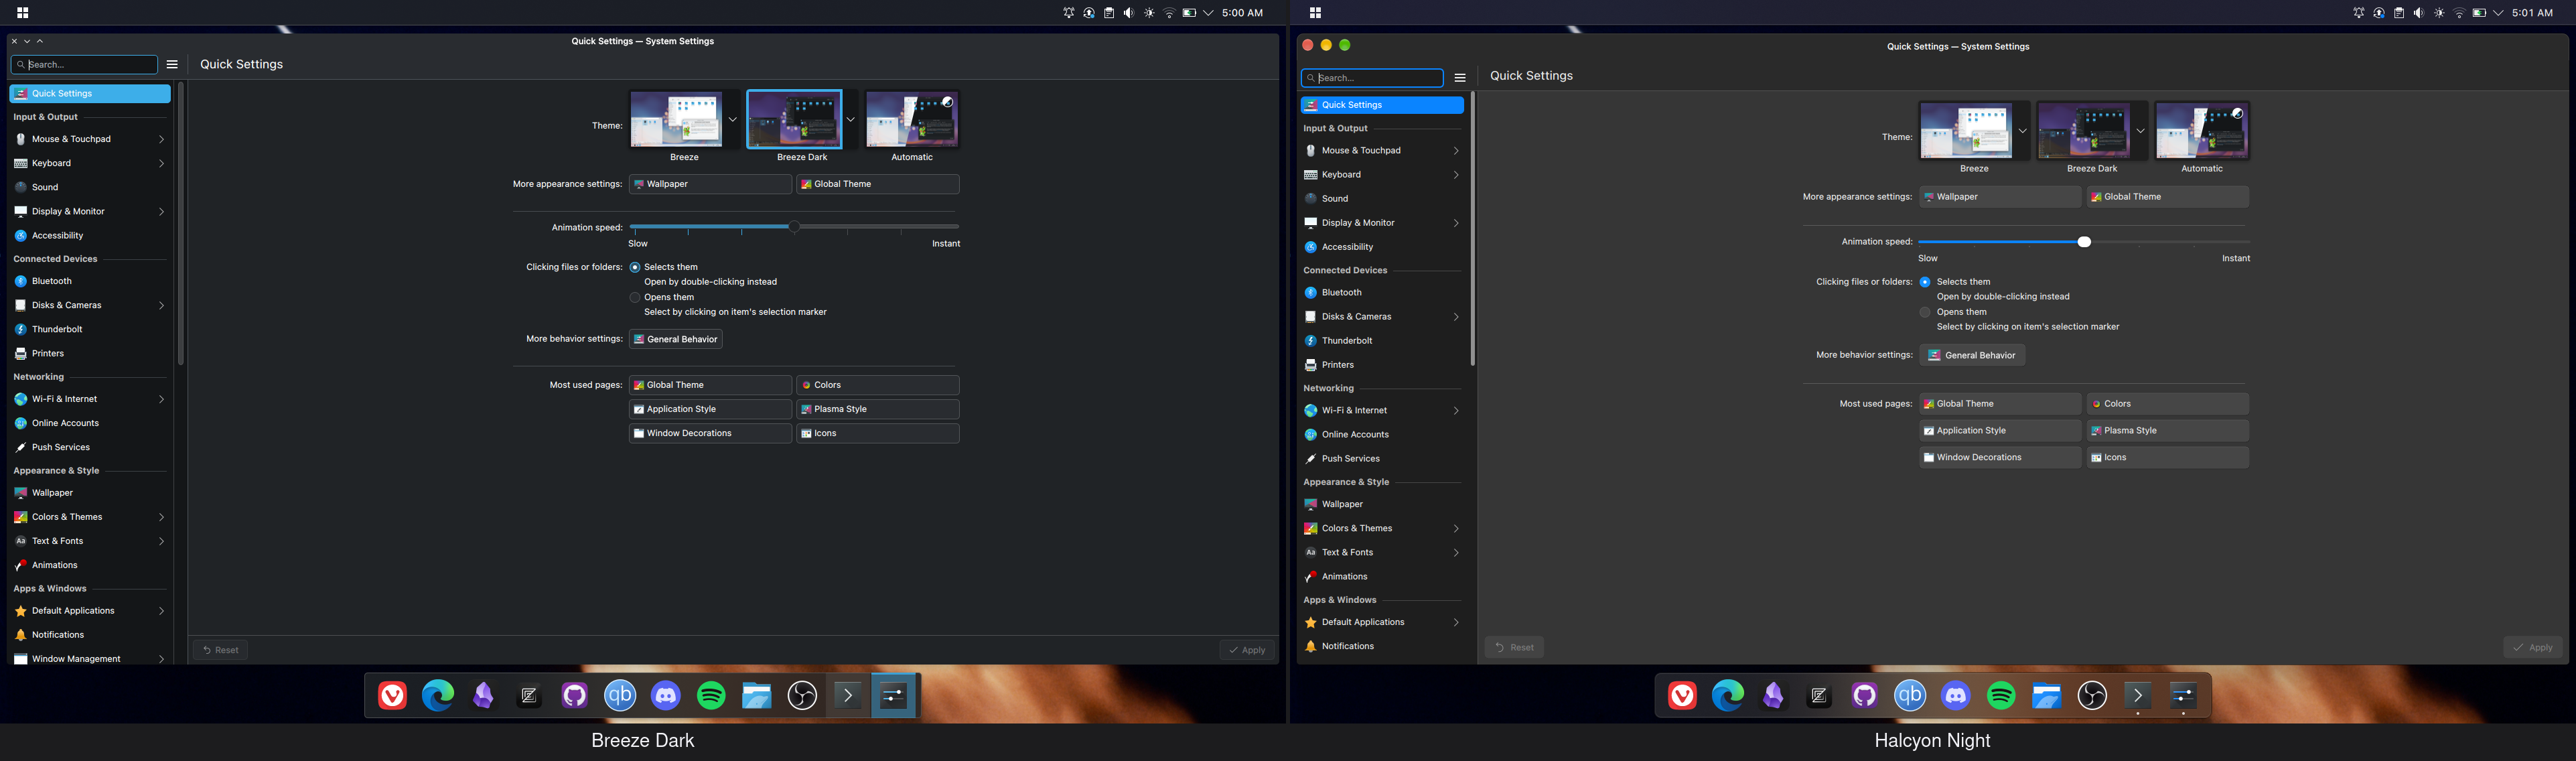 5:00 AM
Quick Settings — System Settings
Search...
Quick Settings
Quick Settings
Input & Output
Mouse & Touchpad
Keyboard
Sound
Display & Monitor
Accessibility
Connected Devices
Bluetooth
Disks & Cameras
Thunderbolt
Printers
Networking
Wi-Fi & Internet
Online Accounts
Push Services
Appearance & Style
Wallpaper
Colors & Themes
Aa Text & Fonts
Animations
Apps & Windows
Default Applications
Notifications
Window Management
Theme:
Breeze
Breeze Dark
Automatic
More appearance settings: Wallpaper Global Theme
Animation speed:
Slow Instant
Clicking files or folders: Selects them
Open by double-clicking instead
Opens them
Select by clicking on item's selection marker
More behavior settings: General Behavior
Most used pages: Global Theme Colors
Application Style Plasma Style
Window Decorations Icons
Reset Apply
qb
Breeze Dark
5:01 AM
Quick Settings — System Settings
Search...
Quick Settings
Quick Settings
Input & Output
Mouse & Touchpad
Keyboard
Sound
Display & Monitor
Accessibility
Connected Devices
Bluetooth
Disks & Cameras
Thunderbolt
Printers
Networking
Wi-Fi & Internet
Online Accounts
Push Services
Appearance & Style
Wallpaper
Colors & Themes
Aa Text & Fonts
Animations
Apps & Windows
Default Applications
Notifications
Theme:
Breeze
Breeze Dark
Automatic
More appearance settings: Wallpaper Global Theme
Animation speed:
Slow Instant
Clicking files or folders: Selects them
Open by double-clicking instead
Opens them
Select by clicking on item's selection marker
More behavior settings: General Behavior
Most used pages: Global Theme Colors
Application Style Plasma Style
Window Decorations Icons
Reset Apply
qb
Halcyon Night